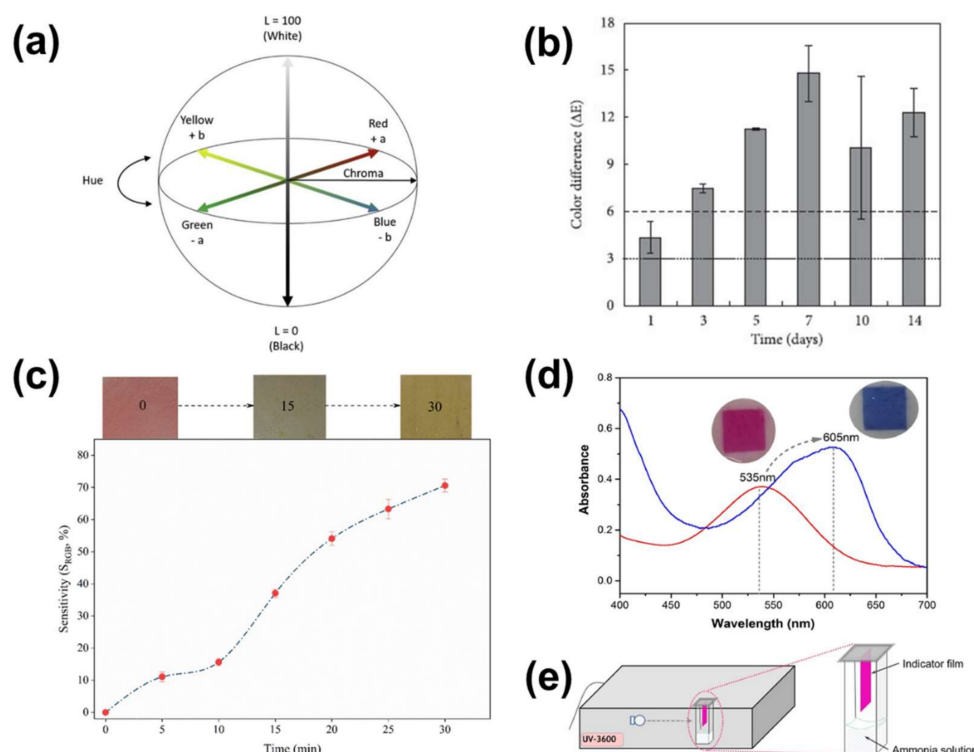 (a)
L = 100
(White)
Yellow
+ b
Red
+ a
Hue
Chroma
Green
- a
Blue
- b
L = 0
(Black)
(b)
Color difference (ΔE)
18
15
12
9
6
3
0
1 3 5 7 10 14
Time (days)
(c)
0
15
30
Sensitivity (S_RGB, %)
80
70
60
50
40
30
20
10
0
0 5 10 15 20 25 30
Time (min)
(d)
Absorbance
0.8
0.6
0.4
0.2
0.0
605nm
535nm
400 450 500 550 600 650 700
Wavelength (nm)
(e)
UV-3600
Indicator film
Ammonia solution